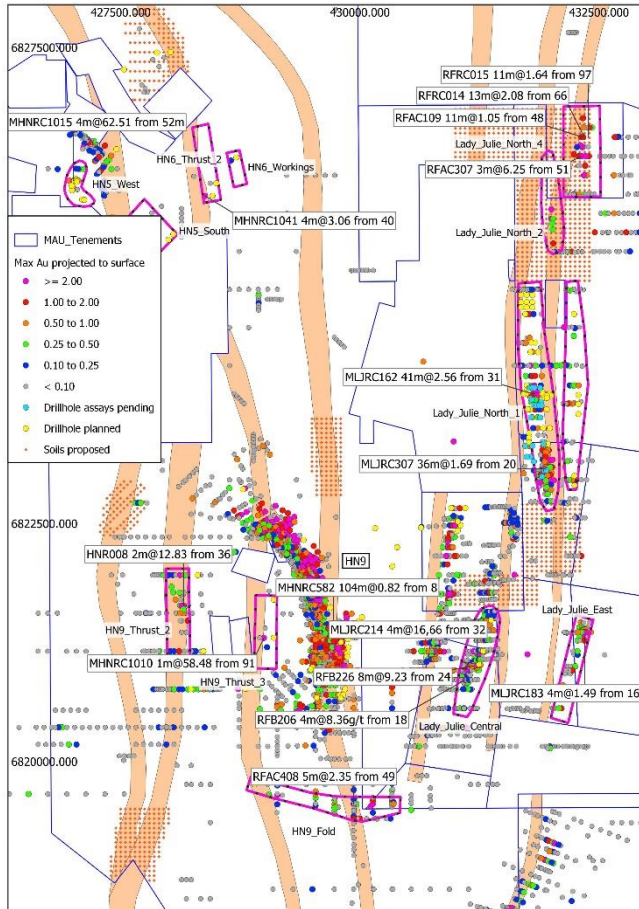 427500.000
430000.000
432500.000
6827500.000
RFRC015 11m@1.64 from 97
RFRC014 13m@2.08 from 66
MHNRC1015 4m@62.51 from 52m
RFAC109 11m@1.05 from 48
Lady_Julie_North_4
HN6_Thrust_2
HN6_Workings
RFAC307 3m@6.25 from 51
HN5_West
MHNRC1041 4m@3.06 from 40
HN5_South
Lady_Julie_North_2
MAU_Tenements
Max Au projected to surface
>= 2.00
1.00 to 2.00
0.50 to 1.00
0.25 to 0.50
0.10 to 0.25
< 0.10
Drillhole assays pending
Drillhole planned
Soils proposed
MLJRC162 41m@2.56 from 31
Lady_Julie_North_1
MLJRC307 36m@1.69 from 20
6822500.000
HNR008 2m@12.83 from 36
HN9
MHNRC582 104m@0.82 from 8
Lady_Julie_East
HN9_Thrust_2
MLJRC214 4m@16,66 from 32
MHNRC1010 1m@58.48 from 91
RFB226 8m@9.23 from 24
HN9_Thrust_3
MLJRC183 4m@1.49 from 16
RFB206 4m@8.36g/t from 18
Lady_Julie_Central
6820000.000
RFAC408 5m@2.35 from 49
HN9_Fold